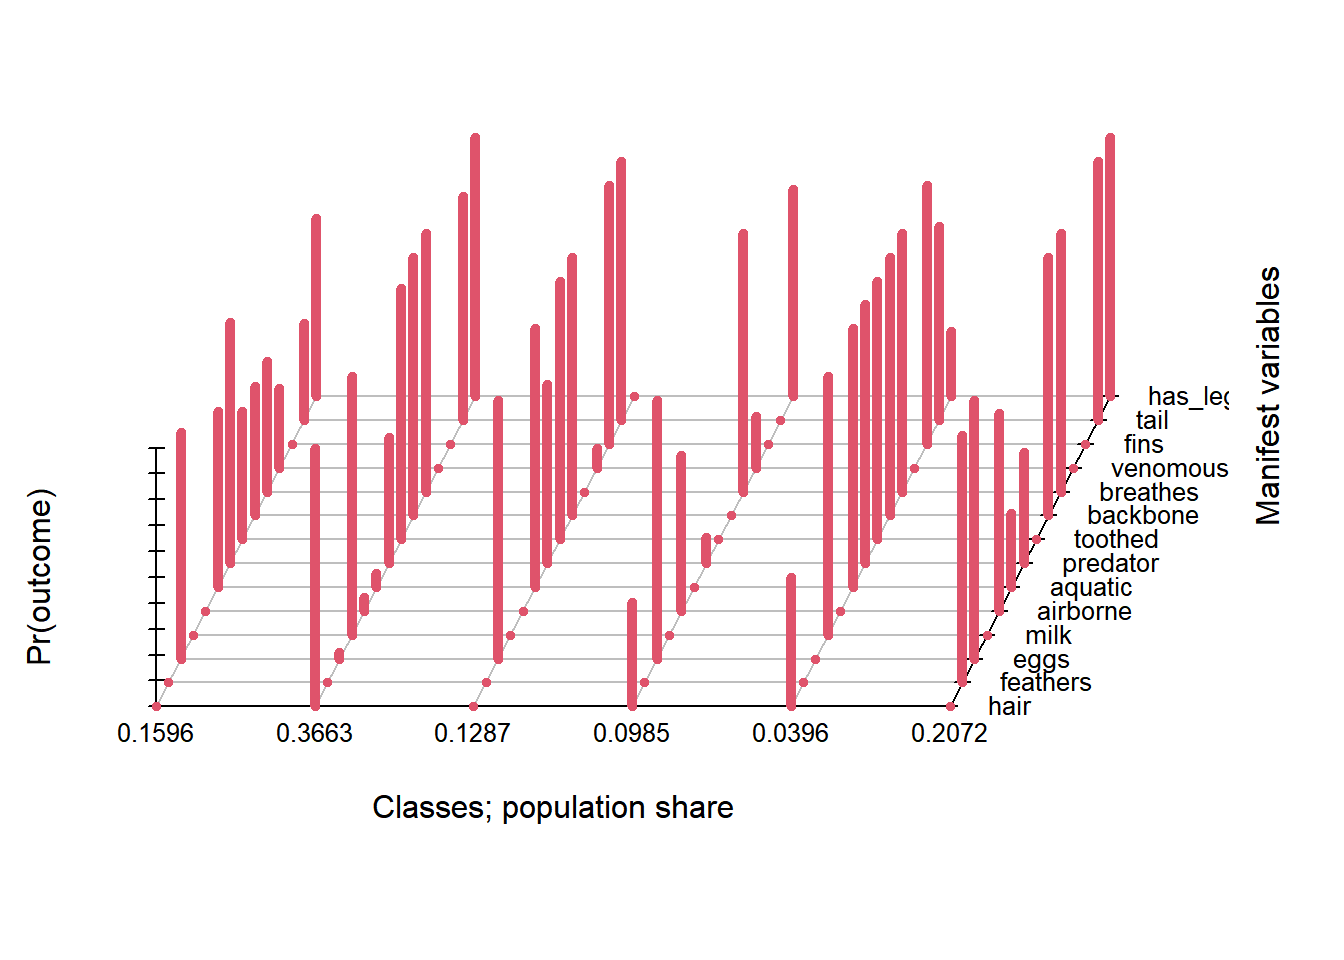 Pr(outcome)
Manifest variables
has_leg
tail
fins
venomous
breathes
backbone
toothed
predator
aquatic
airborne
milk
eggs
feathers
hair
0.1596 0.3663 0.1287 0.0985 0.0396 0.2072
Classes; population share